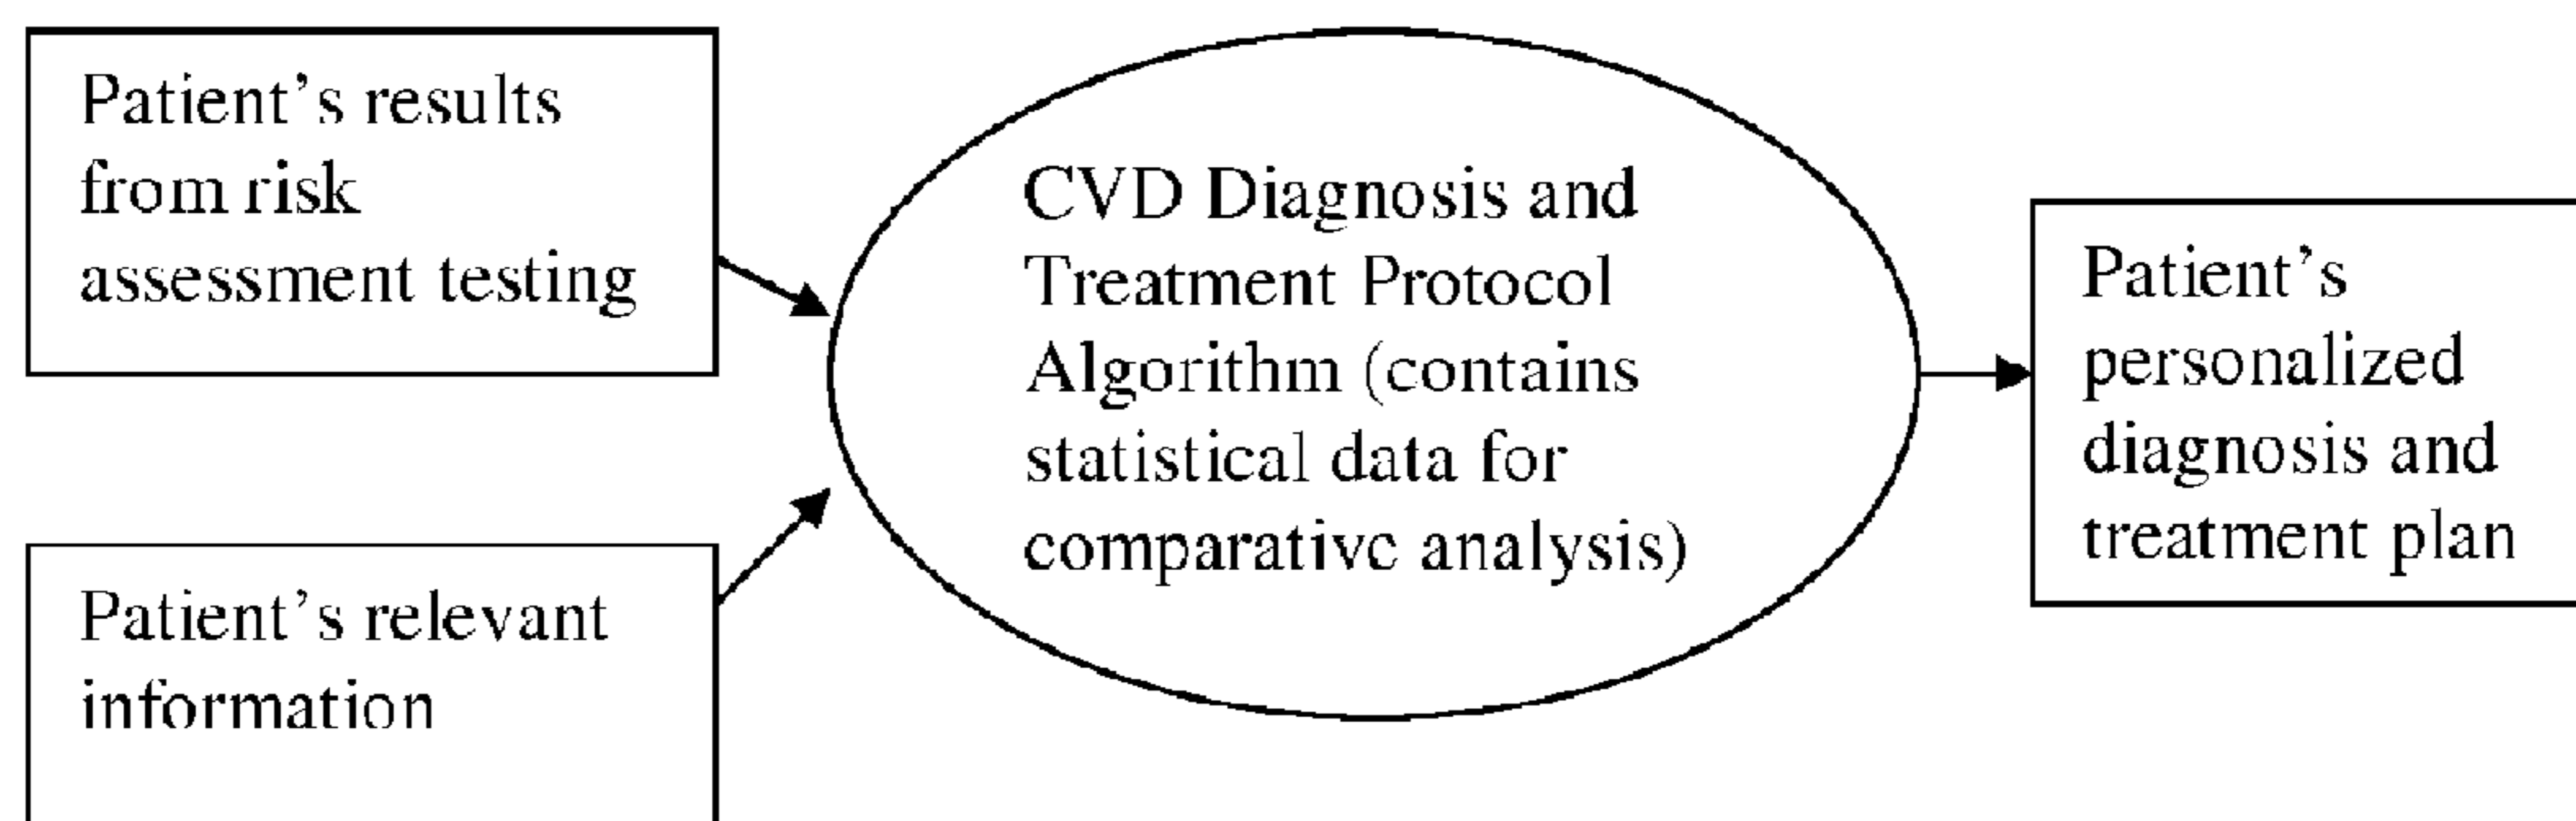 Patient's results
from risk
assessment testing
Patient's relevant
information
CVD Diagnosis and
Treatment Protocol
Algorithm (contains
statistical data for
comparative analysis)
Patient's
personalized
diagnosis and
treatment plan